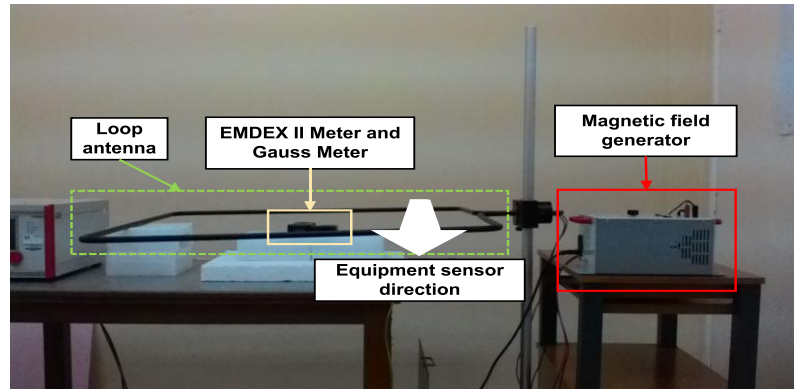 Loop
antenna
EMDEX II Meter and
Gauss Meter
Magnetic field
generator
Equipment sensor
direction